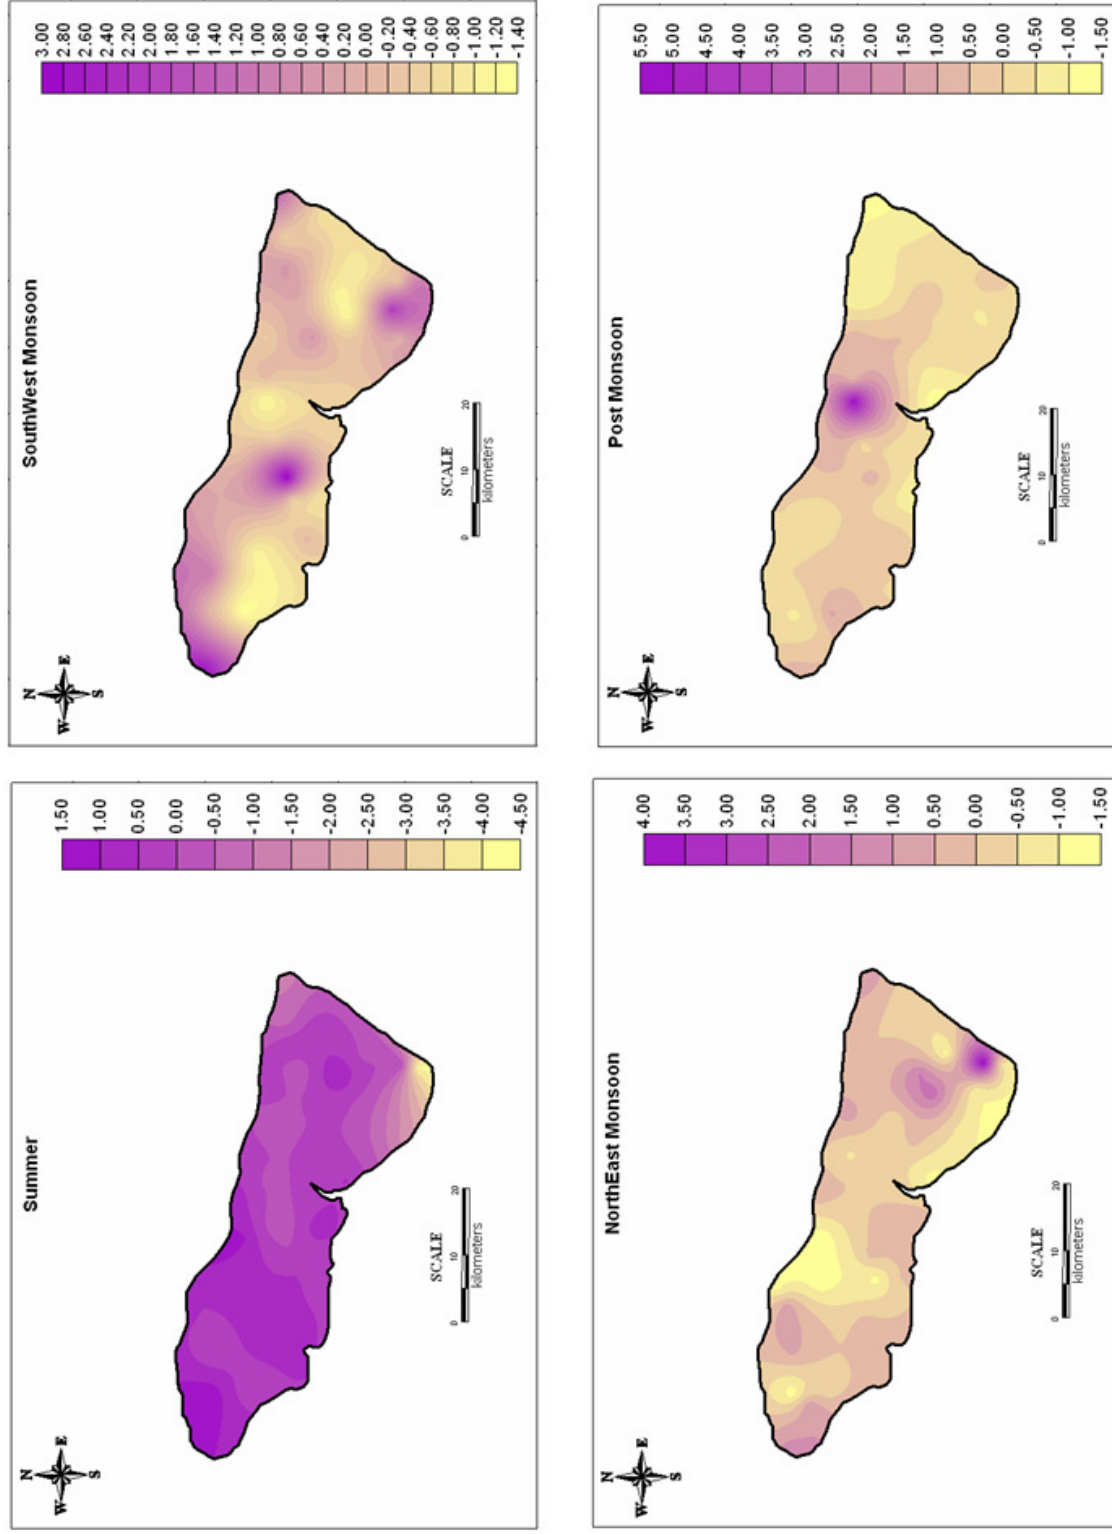 SouthWest Monsoon
N
W E
S
3.00
2.80
2.60
2.40
2.20
2.00
1.80
1.60
1.40
1.20
1.00
0.80
0.60
0.40
0.20
0.00
-0.20
-0.40
-0.60
-0.80
-1.00
-1.20
-1.40
SCALE
0 10 20
kilometers
Post Monsoon
N
W E
S
5.50
5.00
4.50
4.00
3.50
3.00
2.50
2.00
1.50
1.00
0.50
0.00
-0.50
-1.00
-1.50
SCALE
0 10 20
kilometers
Summer
N
W E
S
1.50
1.00
0.50
0.00
-0.50
-1.00
-1.50
-2.00
-2.50
-3.00
-3.50
-4.00
-4.50
SCALE
0 10 20
kilometers
NorthEast Monsoon
N
W E
S
4.00
3.50
3.00
2.50
2.00
1.50
1.00
0.50
0.00
-0.50
-1.00
-1.50
SCALE
0 10 20
kilometers